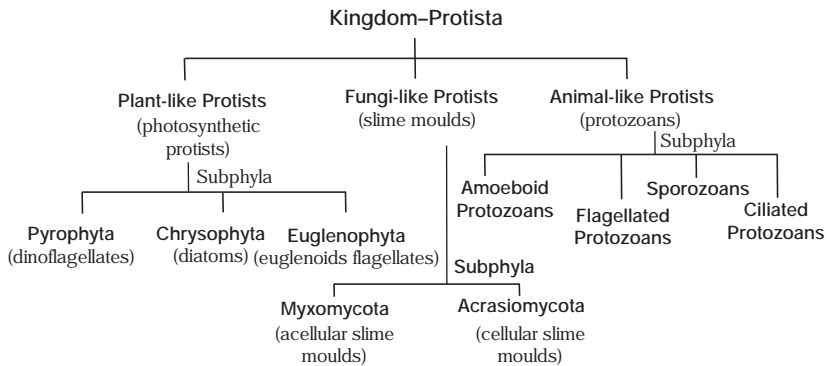 Kingdom–Protista
Plant-like Protists
(photosynthetic
protists)
Fungi-like Protists
(slime moulds)
Animal-like Protists
(protozoans)
Subphyla
Subphyla
Pyrophyta
(dinoflagellates)
Chrysophyta
(diatoms)
Euglenophyta
(euglenoids flagellates)
Amoeboid
Protozoans
Flagellated
Protozoans
Sporozoans
Ciliated
Protozoans
Subphyla
Myxomycota
(acellular slime
moulds)
Acrasiomycota
(cellular slime
moulds)